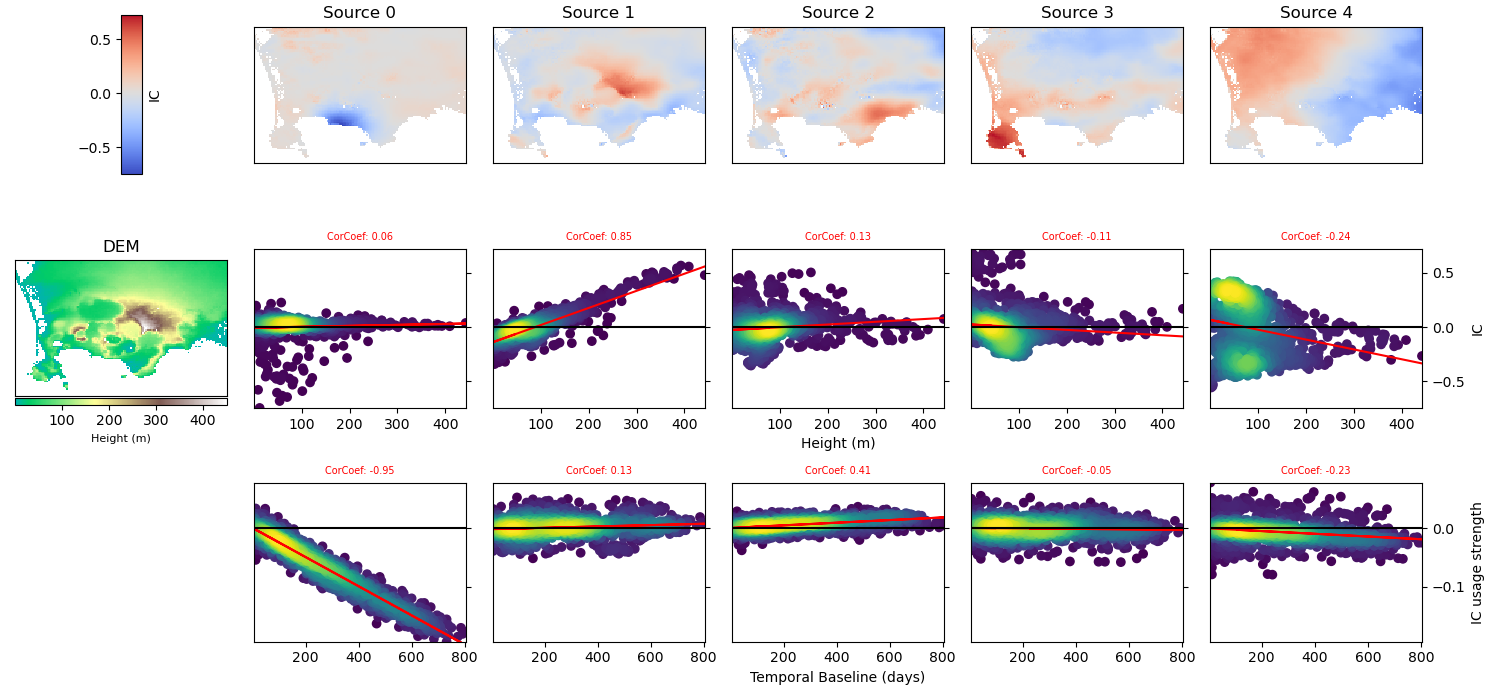 Source 0
Source 1
Source 2
Source 3
Source 4
0.5
0.0
−0.5
IC
DEM
100 200 300 400
Height (m)
CorCoef: 0.06
CorCoef: 0.85
CorCoef: 0.13
CorCoef: -0.11
CorCoef: -0.24
0.5
0.0
−0.5
IC
100 200 300 400
100 200 300 400
100 200 300 400
100 200 300 400
100 200 300 400
Height (m)
CorCoef: -0.95
CorCoef: 0.13
CorCoef: 0.41
CorCoef: -0.05
CorCoef: -0.23
0.0
−0.1
IC usage strength
200 400 600 800
200 400 600 800
200 400 600 800
200 400 600 800
200 400 600 800
Temporal Baseline (days)